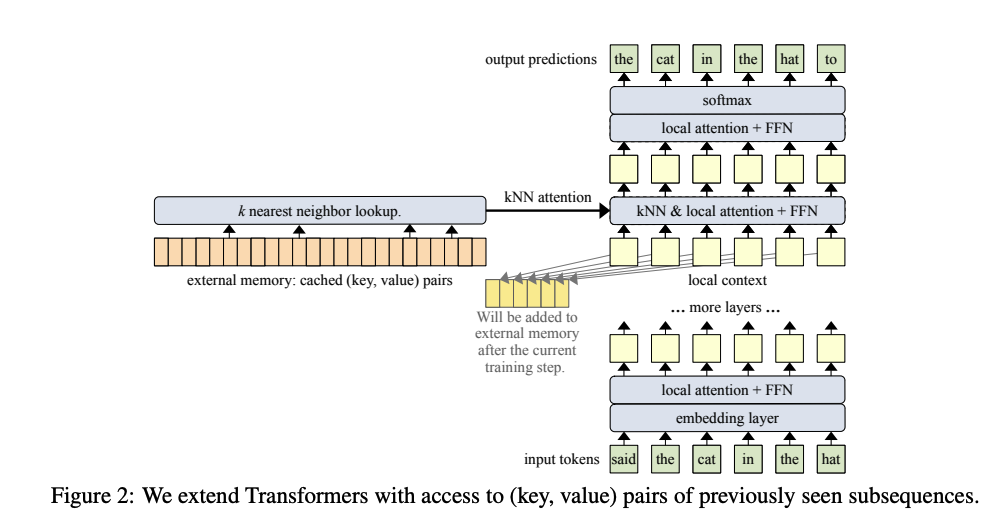 output predictions the cat in the hat to
softmax
local attention + FFN
kNN attention
k nearest neighbor lookup.
kNN & local attention + FFN
external memory: cached (key, value) pairs
local context
... more layers ...
Will be added to
external memory
after the current
training step.
local attention + FFN
embedding layer
input tokens said the cat in the hat
Figure 2: We extend Transformers with access to (key, value) pairs of previously seen subsequences.